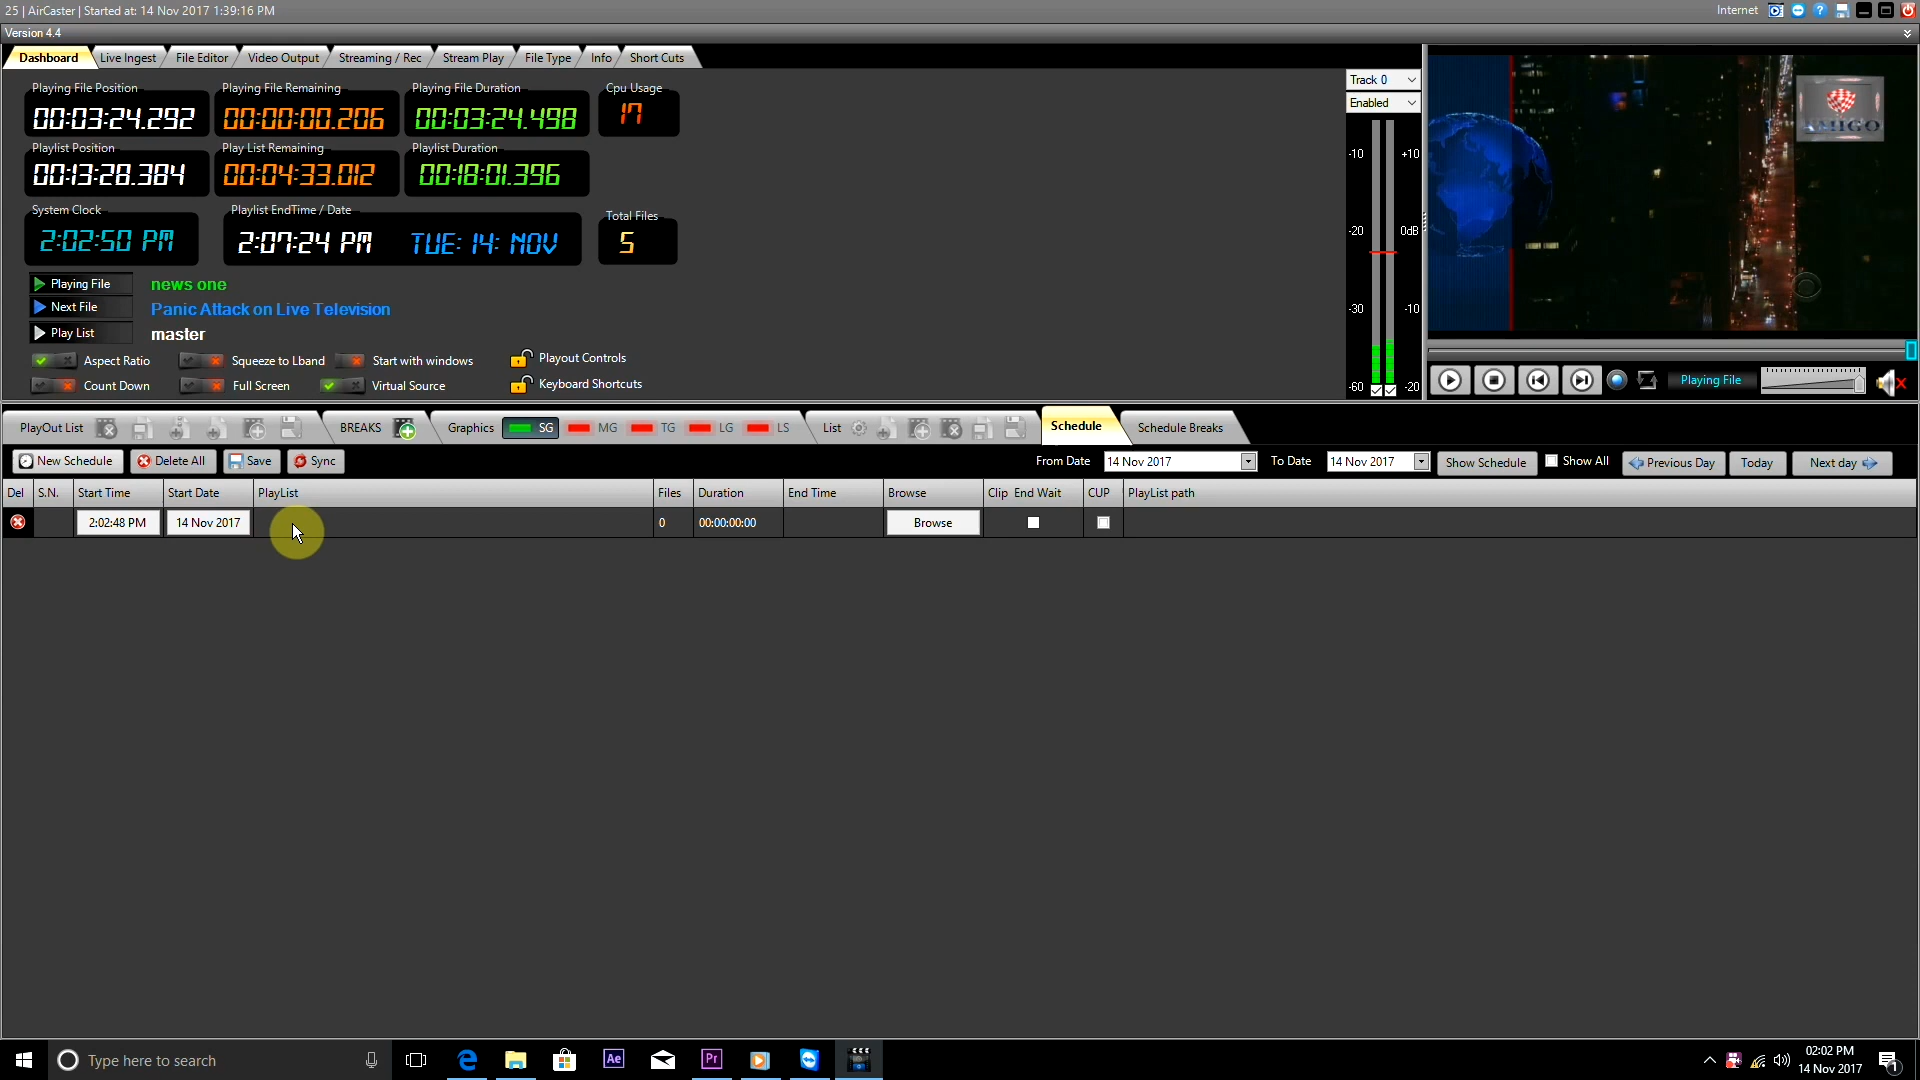 25 | AirCaster | Started at: 14 Nov 2017 1:39:16 PM
Internet
Version 4.4
Dashboard Live Ingest File Editor Video Output Streaming / Rec Stream Play File Type Info Short Cuts
Playing File Position Playing File Remaining Playing File Duration Cpu Usage
00:03:24.292 00:00:00.206 00:03:24.498 17
Playlist Position Play List Remaining Playlist Duration
00:13:28.384 00:04:33.012 00:18:01.396
System Clock Playlist EndTime / Date Total Files
2:02:50 PM 2:07:24 PM TUE: 14: NOV 5
Playing File news one
Next File Panic Attack on Live Television
Play List master
Aspect Ratio Squeeze to Lband Start with windows Playout Controls
Count Down Full Screen Virtual Source Keyboard Shortcuts
Track 0
Enabled
-10 +10
-20 0dB
-30 -10
-60 -20
AMIGO
Playing File
PlayOut List BREAKS Graphics SG MG TG LG LS List Schedule Schedule Breaks
New Schedule Delete All Save Sync From Date 14 Nov 2017 To Date 14 Nov 2017 Show Schedule Show All Previous Day Today Next day
Del S.N. Start Time Start Date PlayList Files Duration End Time Browse Clip End Wait CUP PlayList path
2:02:48 PM 14 Nov 2017 0 00:00:00:00 Browse
Type here to search Ae Pr
02:02 PM
14 Nov 2017
1